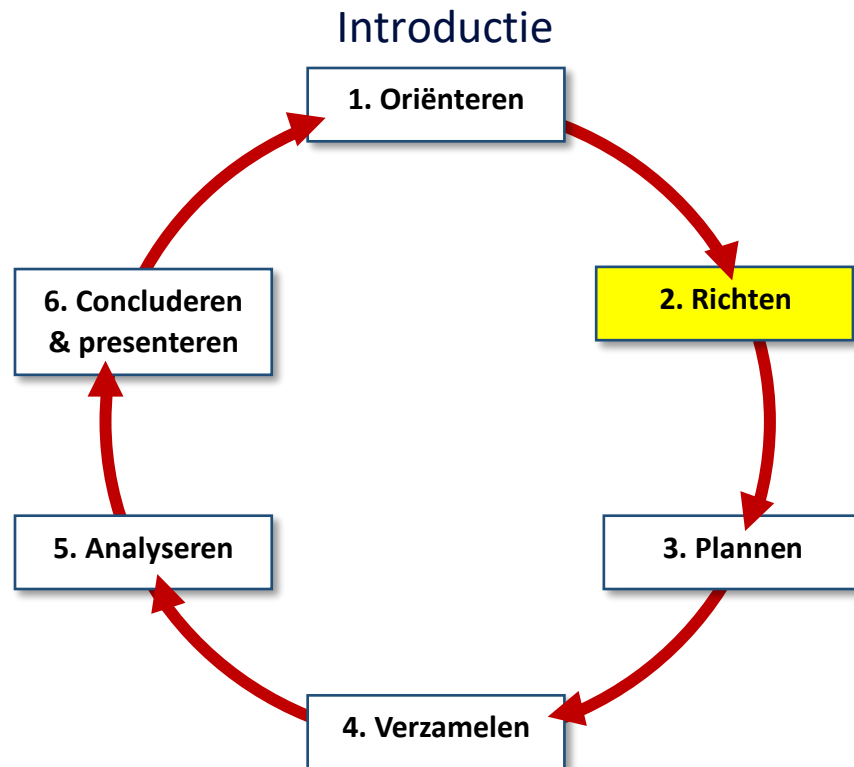 Introductie
1. Oriënteren
2. Richten
3. Plannen
4. Verzamelen
5. Analyseren
6. Concluderen
& presenteren